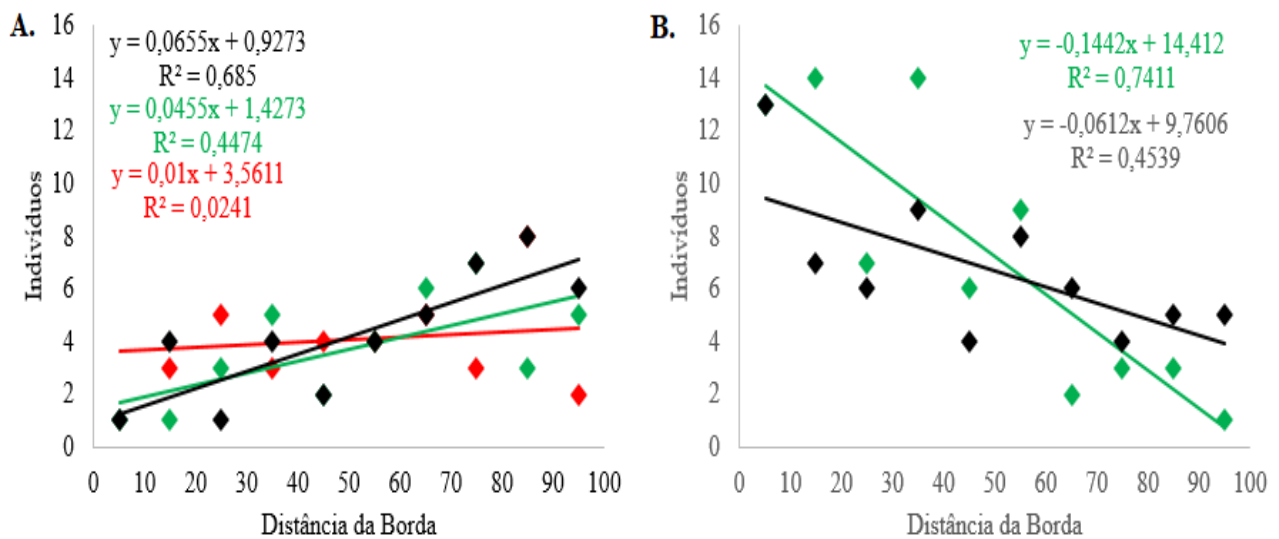 A.
y = 0,0655x + 0,9273
R² = 0,685
y = 0,0455x + 1,4273
R² = 0,4474
y = 0,01x + 3,5611
R² = 0,0241
Indivíduos
16
14
12
10
8
6
4
2
0
0 10 20 30 40 50 60 70 80 90 100
Distância da Borda
B.
y = -0,1442x + 14,412
R² = 0,7411
y = -0,0612x + 9,7606
R² = 0,4539
Indivíduos
16
14
12
10
8
6
4
2
0
0 10 20 30 40 50 60 70 80 90 100
Distância da Borda